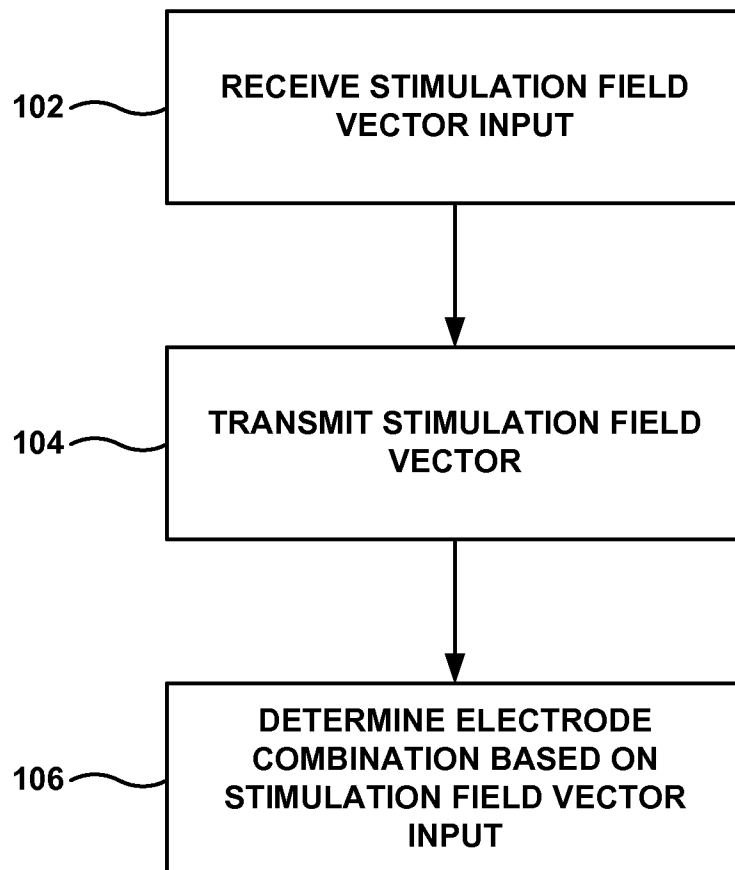 102
RECEIVE STIMULATION FIELD
VECTOR INPUT
104
TRANSMIT STIMULATION FIELD
VECTOR
106
DETERMINE ELECTRODE
COMBINATION BASED ON
STIMULATION FIELD VECTOR
INPUT